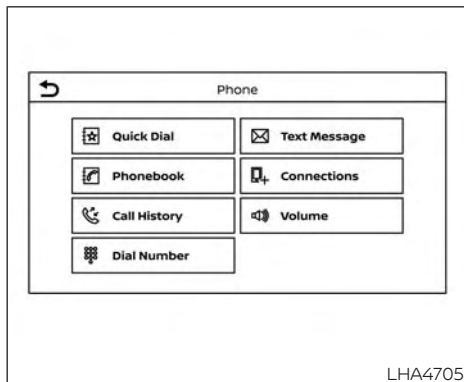 Phone
Quick Dial
Text Message
Phonebook
Connections
Call History
Volume
Dial Number
LHA4705